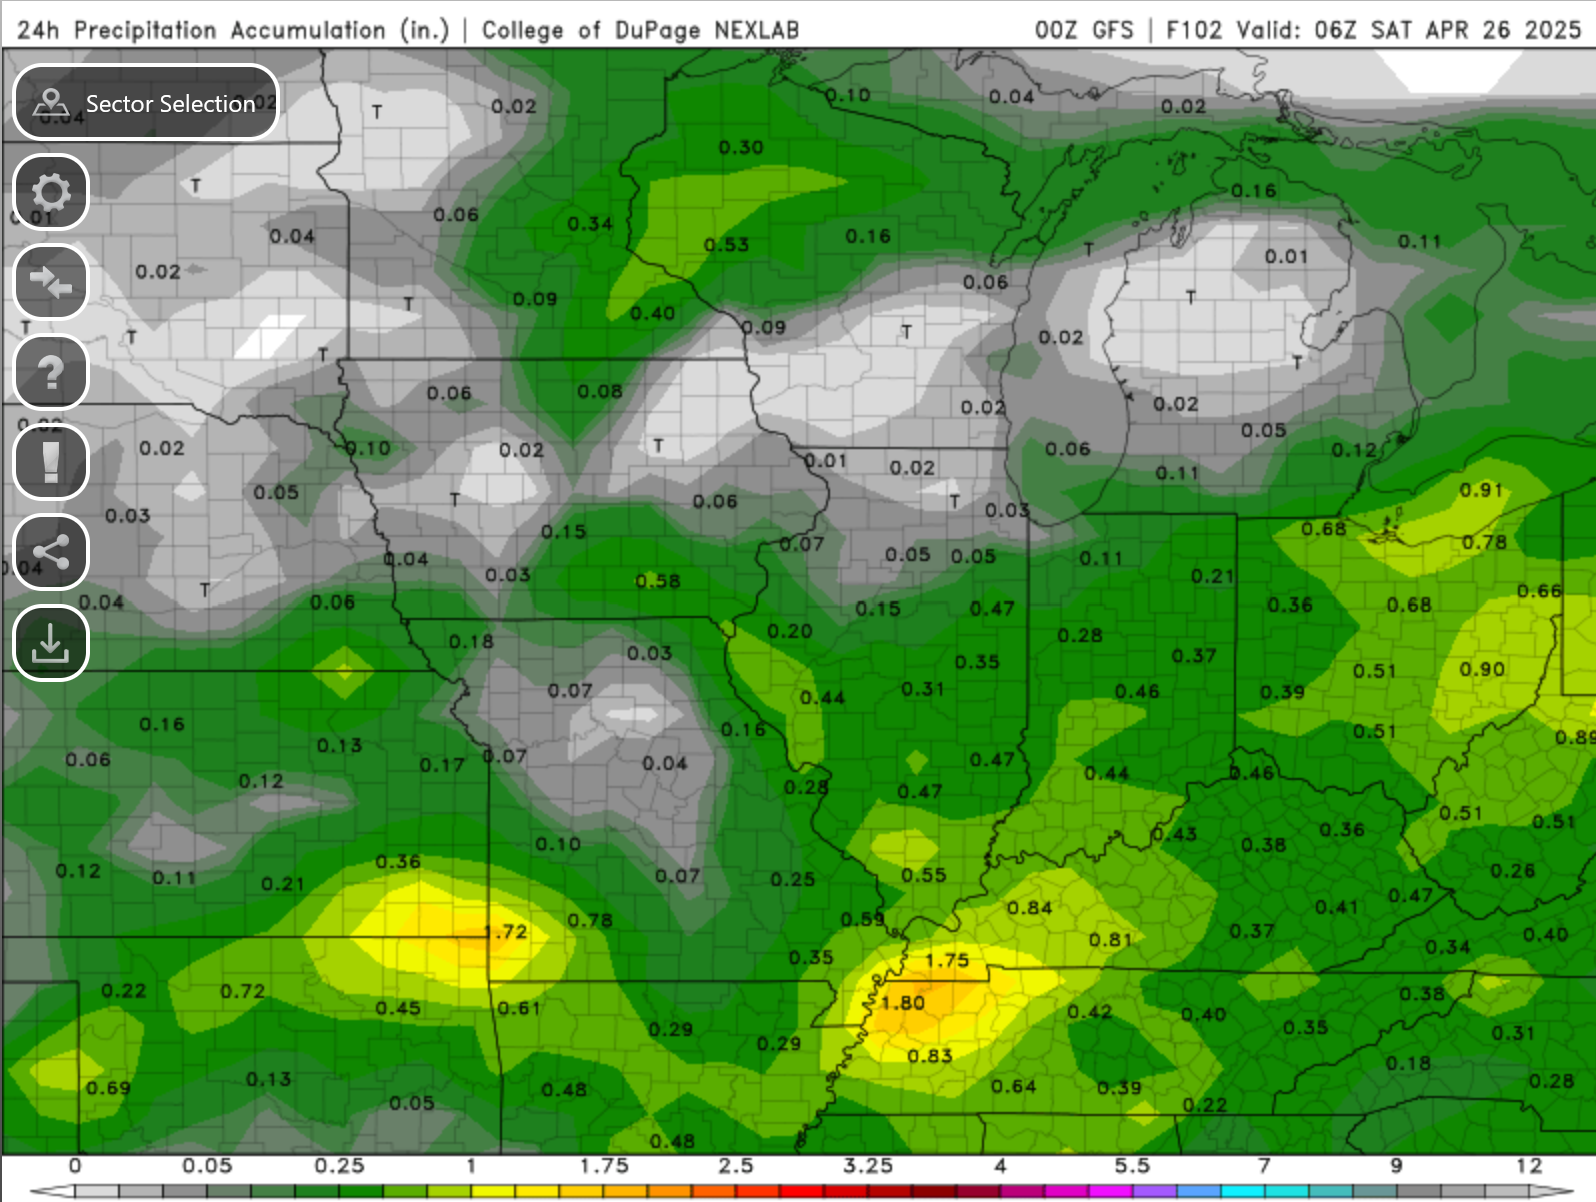 24h Precipitation Accumulation (in.) | College of DuPage NEXLAB 00Z GFS | F102 Valid: 06Z SAT APR 26 2025
Sector Selection
0.04 0.02 T 0.02 0.10 0.04 0.02
0.30
T 0.16
0.01 0.06 0.34
0.04 0.53 0.16 T 0.11
0.02 0.01
0.06
T 0.09 T
T T T 0.40 0.09 T 0.02
T T
0.06 0.08
0.02 0.02 0.02 0.05
0.02 0.10 0.02 T 0.01 0.02 0.06 0.12
0.05 T 0.06 T 0.11 0.91
0.03 0.15 0.03 0.68
0.04 0.04 0.07 0.05 0.05 0.11 0.78
T 0.03 0.58 0.21
0.04 0.06 0.15 0.47 0.36 0.68 0.66
0.18 0.20 0.28
0.03 0.35 0.37
0.07 0.44 0.31 0.46 0.39 0.51 0.90
0.16 0.16 0.51 0.89
0.06 0.13 0.17 0.07 0.04 0.47
0.12 0.28 0.47 0.44 0.46
0.10 0.43 0.38 0.36 0.51 0.51
0.12 0.11 0.21 0.36 0.07 0.25 0.55 0.26
1.72 0.78 0.59 0.84 0.41 0.47
0.35 1.75 0.81 0.37 0.34 0.40
0.22 0.72 0.45 0.61 1.80 0.42 0.40 0.38
0.29 0.29 0.83 0.35 0.31
0.69 0.13 0.48 0.64 0.39 0.18 0.28
0.05 0.22
0.48
0 0.05 0.25 1 1.75 2.5 3.25 4 5.5 7 9 12